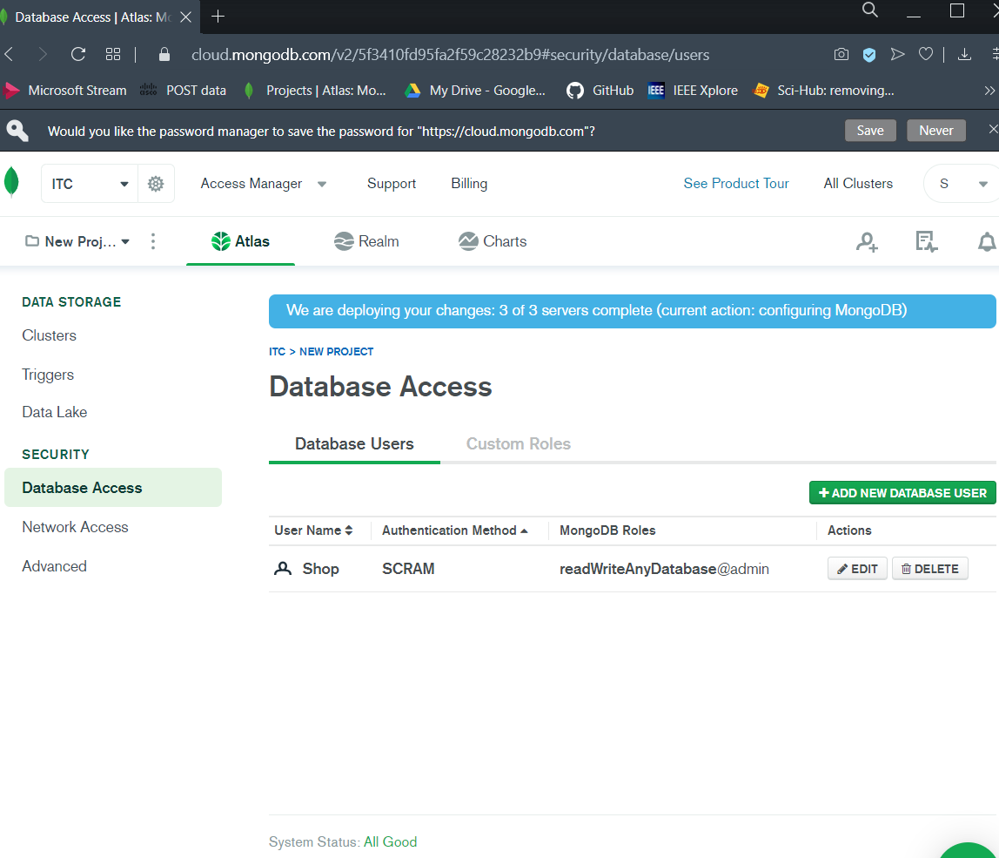 Database Access | Atlas: Mo
cloud.mongodb.com/v2/5f3410fd95fa2f59c28232b9#security/database/users
Microsoft Stream POST data Projects | Atlas: Mo... My Drive - Google... GitHub IEEE IEEE Xplore Sci-Hub: removing...
Would you like the password manager to save the password for "https://cloud.mongodb.com"? Save Never
ITC Access Manager Support Billing See Product Tour All Clusters S
New Proj... Atlas Realm Charts
DATA STORAGE
Clusters
Triggers
Data Lake
SECURITY
Database Access
Network Access
Advanced
We are deploying your changes: 3 of 3 servers complete (current action: configuring MongoDB)
ITC > NEW PROJECT
Database Access
Database Users Custom Roles
ADD NEW DATABASE USER
User Name Authentication Method MongoDB Roles Actions
Shop SCRAM readWriteAnyDatabase@admin EDIT DELETE
System Status: All Good